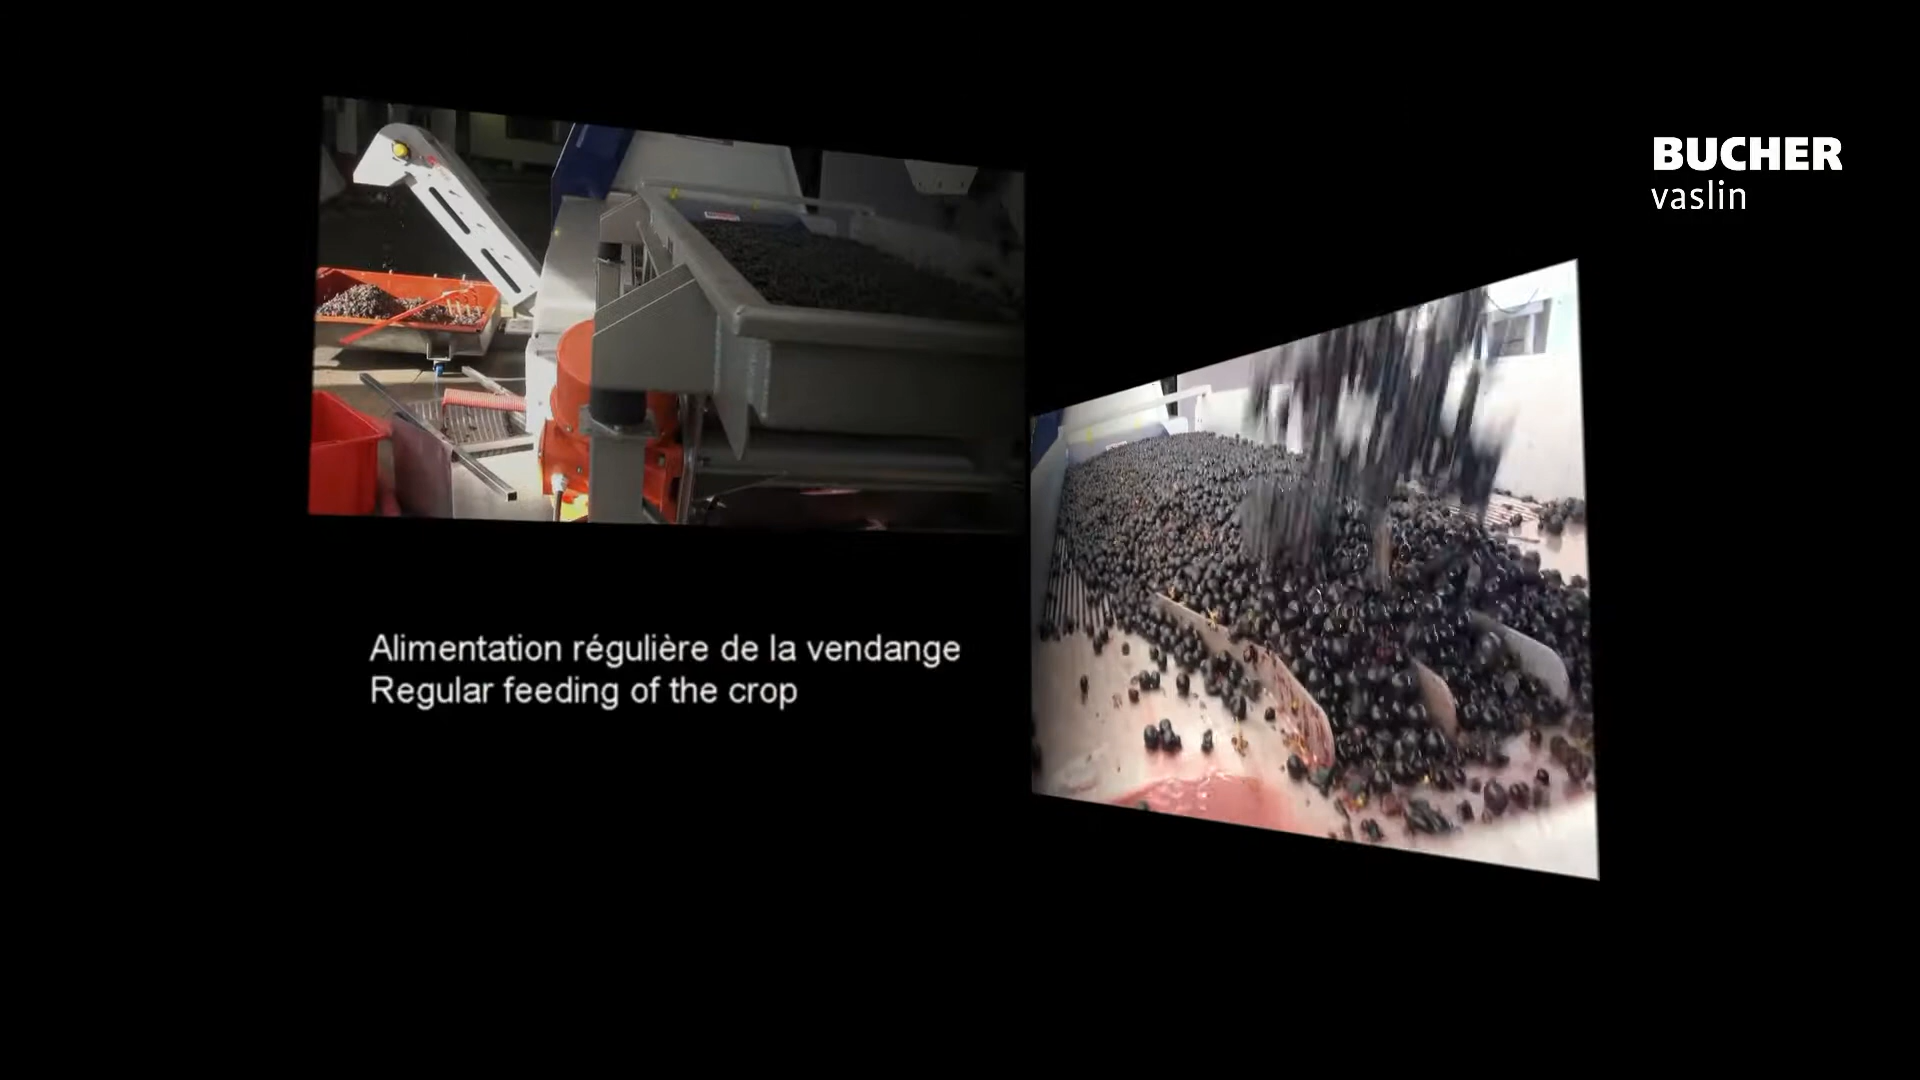 BUCHER
vaslin
Alimentation régulière de la vendange
Regular feeding of the crop